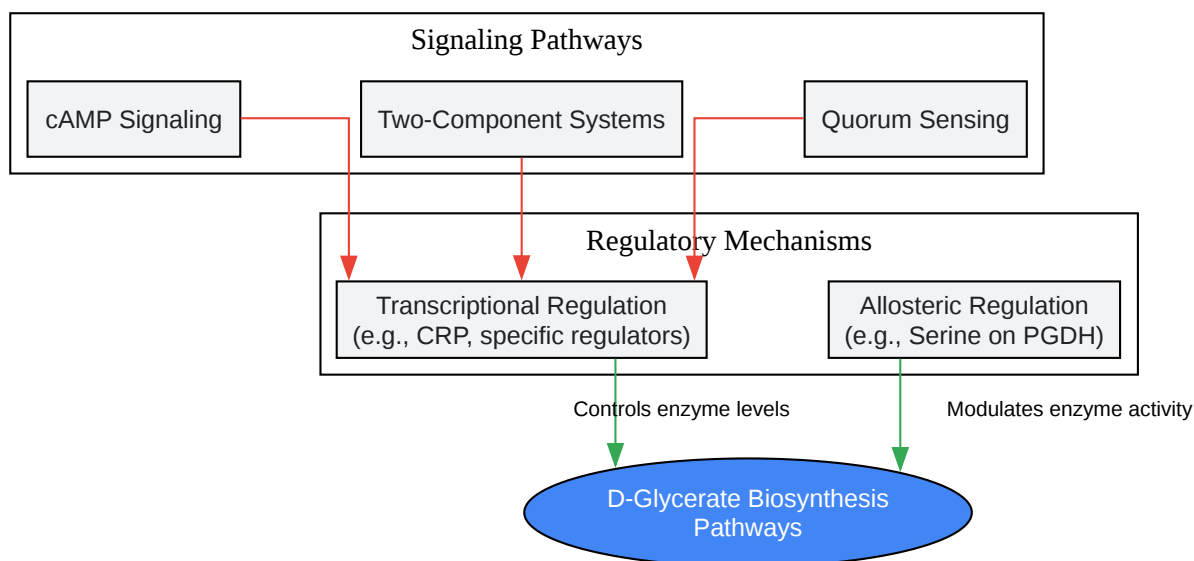 Signaling Pathways
cAMP Signaling
Two-Component Systems
Quorum Sensing
Regulatory Mechanisms
Transcriptional Regulation
(e.g., CRP, specific regulators)
Allosteric Regulation
(e.g., Serine on PGDH)
Controls enzyme levels
Modulates enzyme activity
D-Glycerate Biosynthesis
Pathways